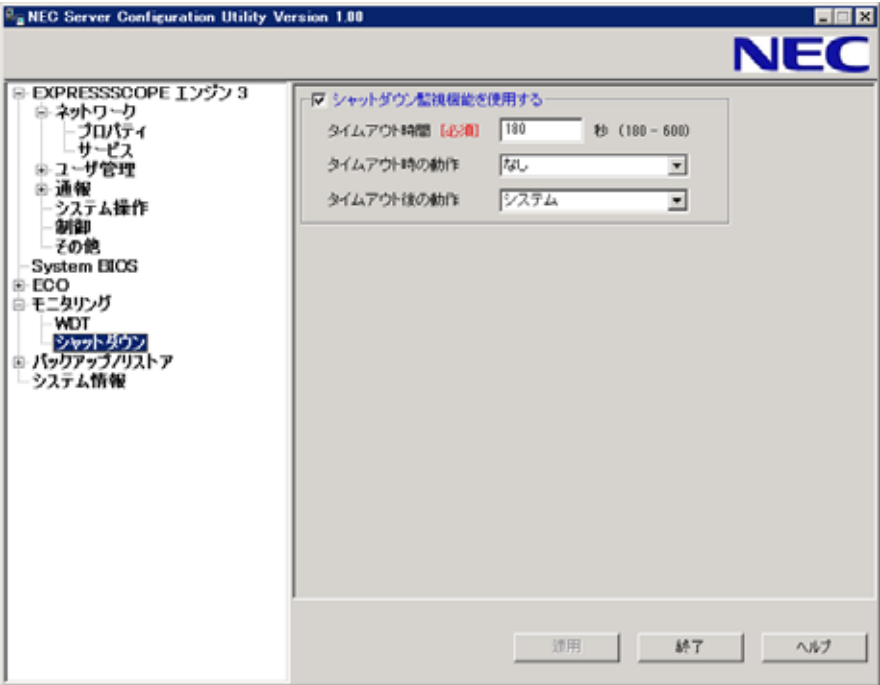 NEC Server Configuration Utility Version 1.00
NEC
EXPRESSSCOPE エンジン 3
ネットワーク
プロパティ
サービス
ユーザ管理
通報
システム操作
制御
その他
System BIOS
ECO
モニタリング
WDT
シャットダウン
バックアップ/リストア
システム情報
シャットダウン監視機能を使用する
タイムアウト時間 [必須] 180 秒 (180 - 600)
タイムアウト時の動作 なし
タイムアウト後の動作 システム
適用 終了 ヘルプ